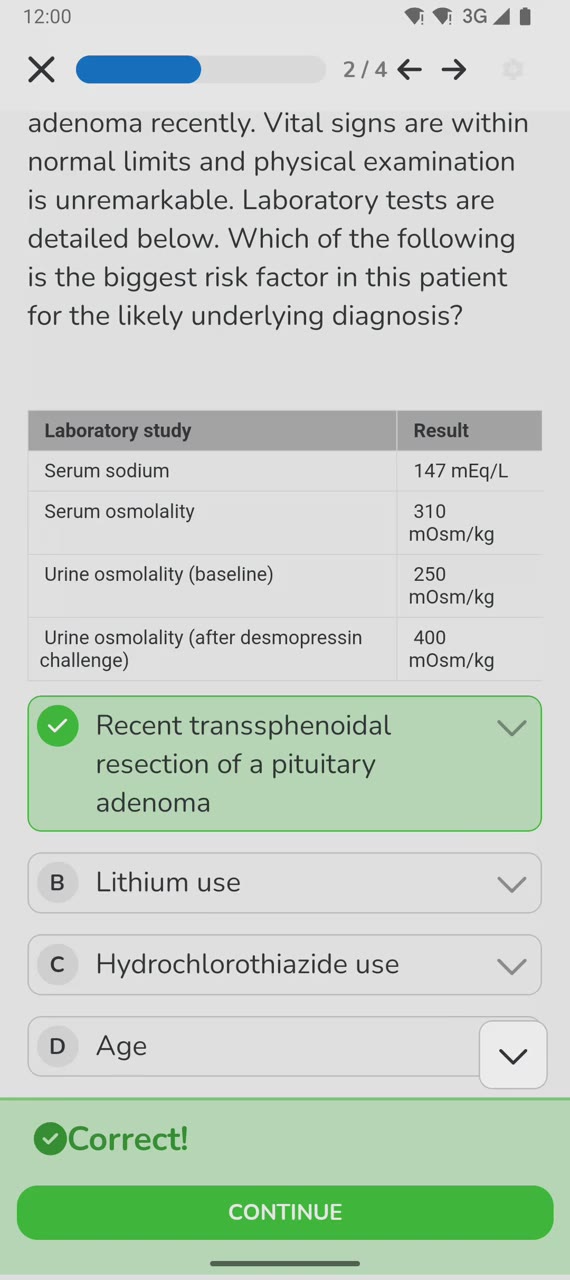 12:00
3G
2 / 4
adenoma recently. Vital signs are within
normal limits and physical examination
is unremarkable. Laboratory tests are
detailed below. Which of the following
is the biggest risk factor in this patient
for the likely underlying diagnosis?
Laboratory study Result
Serum sodium 147 mEq/L
Serum osmolality 310
mOsm/kg
Urine osmolality (baseline) 250
mOsm/kg
Urine osmolality (after desmopressin 400
challenge) mOsm/kg
Recent transsphenoidal
resection of a pituitary
adenoma
B Lithium use
C Hydrochlorothiazide use
D Age
Correct!
CONTINUE